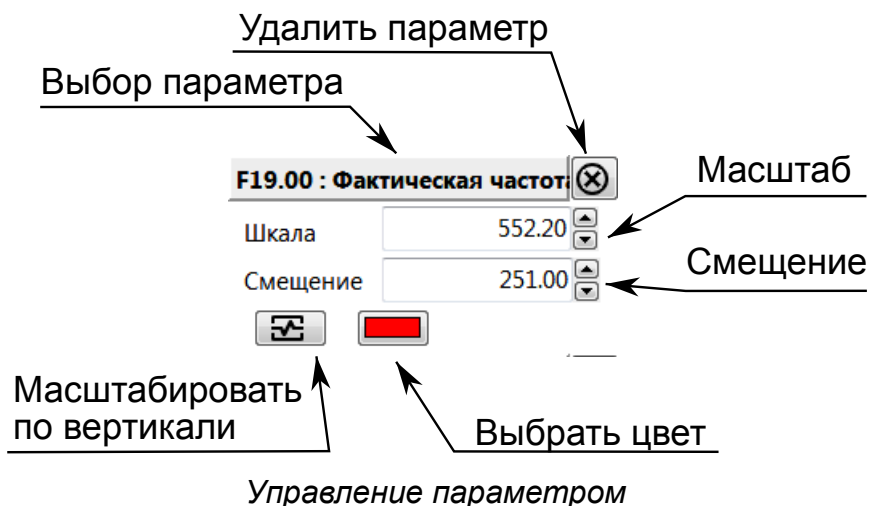 Удалить параметр
Выбор параметра
F19.00 : Фактическая частота
Масштаб
Шкала 552.20
Смещение
Смещение 251.00
Масштабировать
по вертикали
Выбрать цвет
Управление параметром